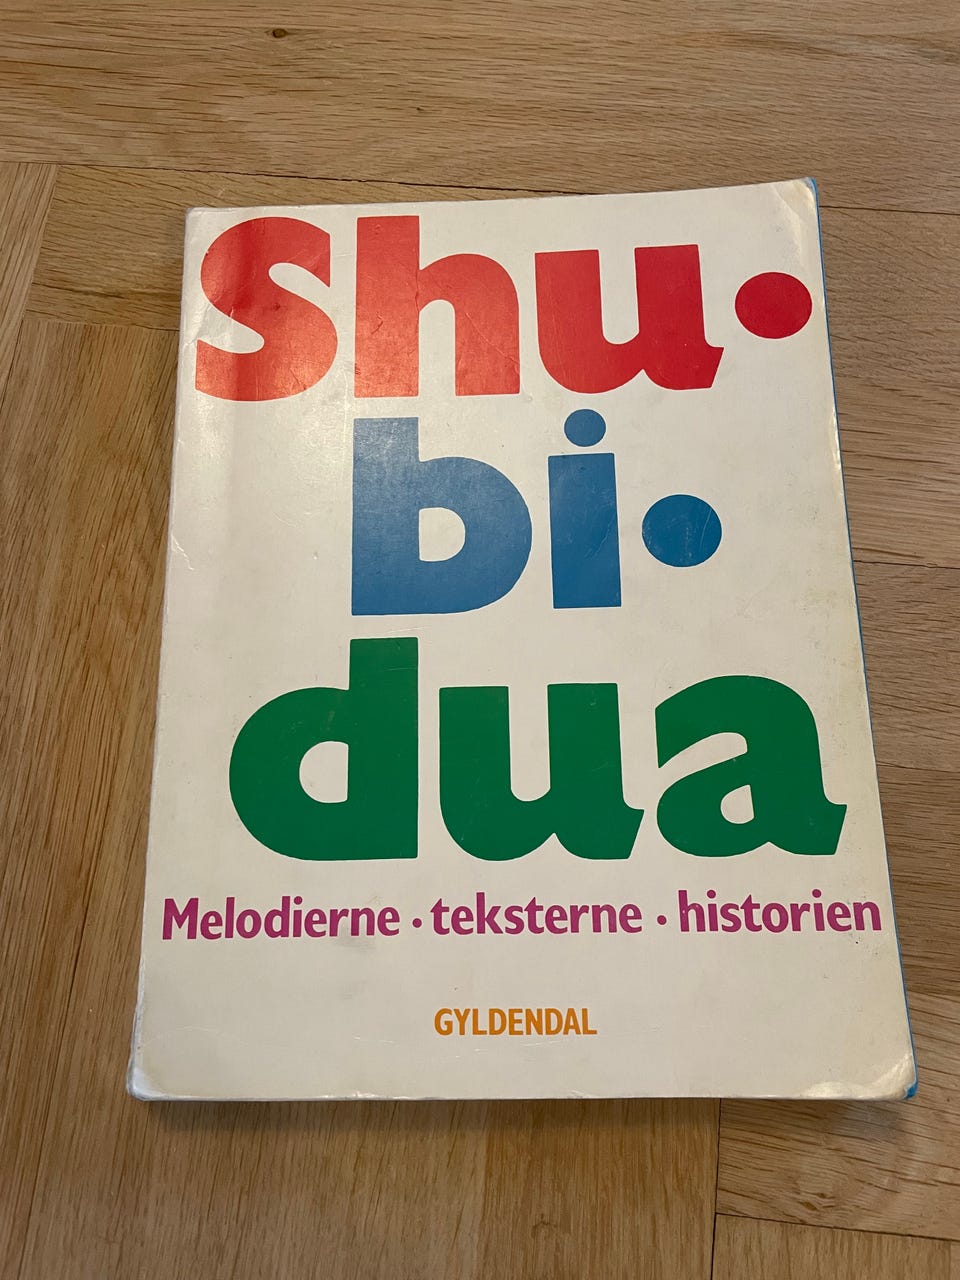 Shu·
bi·
dua
Melodierne · teksterne · historien
GYLDENDAL